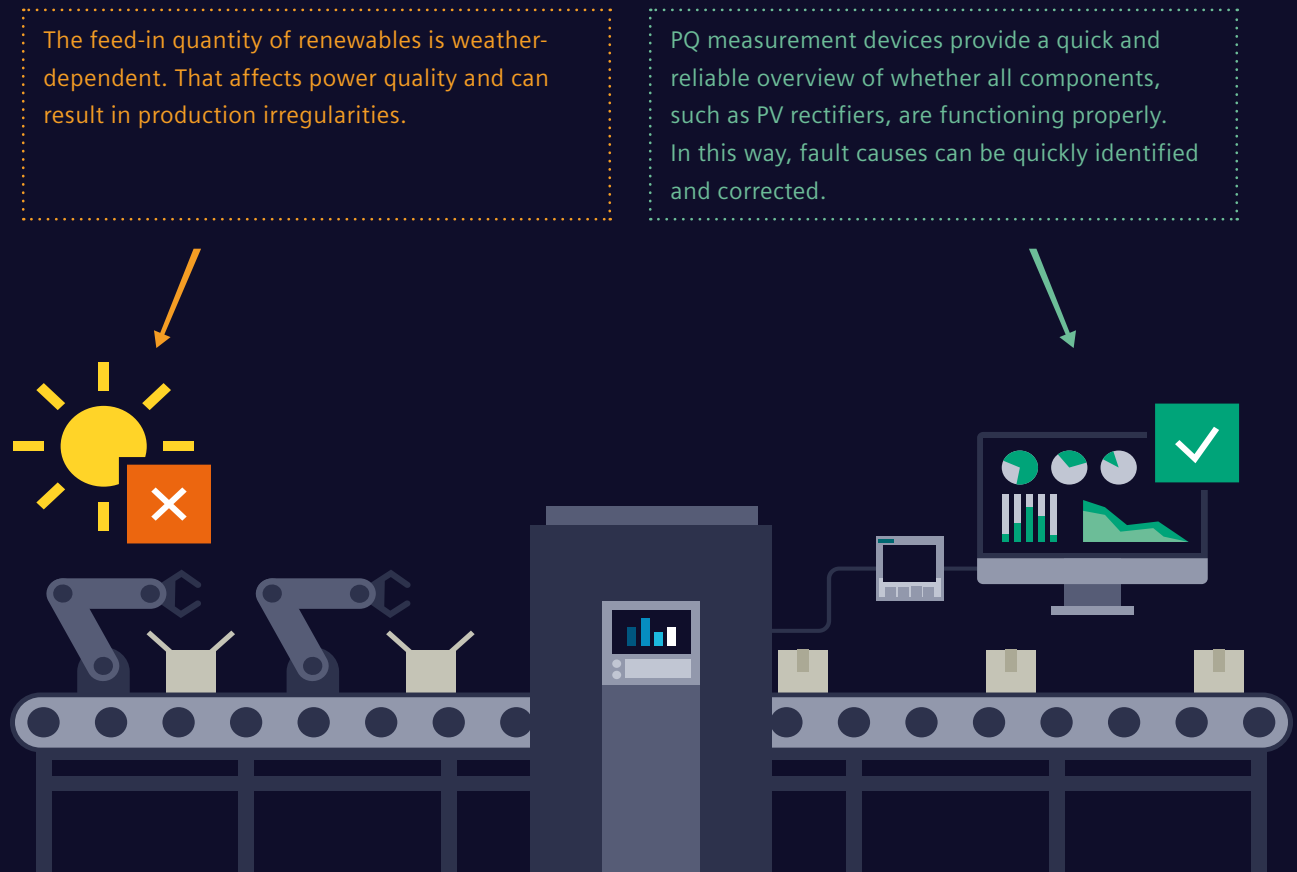 The feed-in quantity of renewables is weather-
dependent. That affects power quality and can
result in production irregularities.
PQ measurement devices provide a quick and
reliable overview of whether all components,
such as PV rectifiers, are functioning properly.
In this way, fault causes can be quickly identified
and corrected.